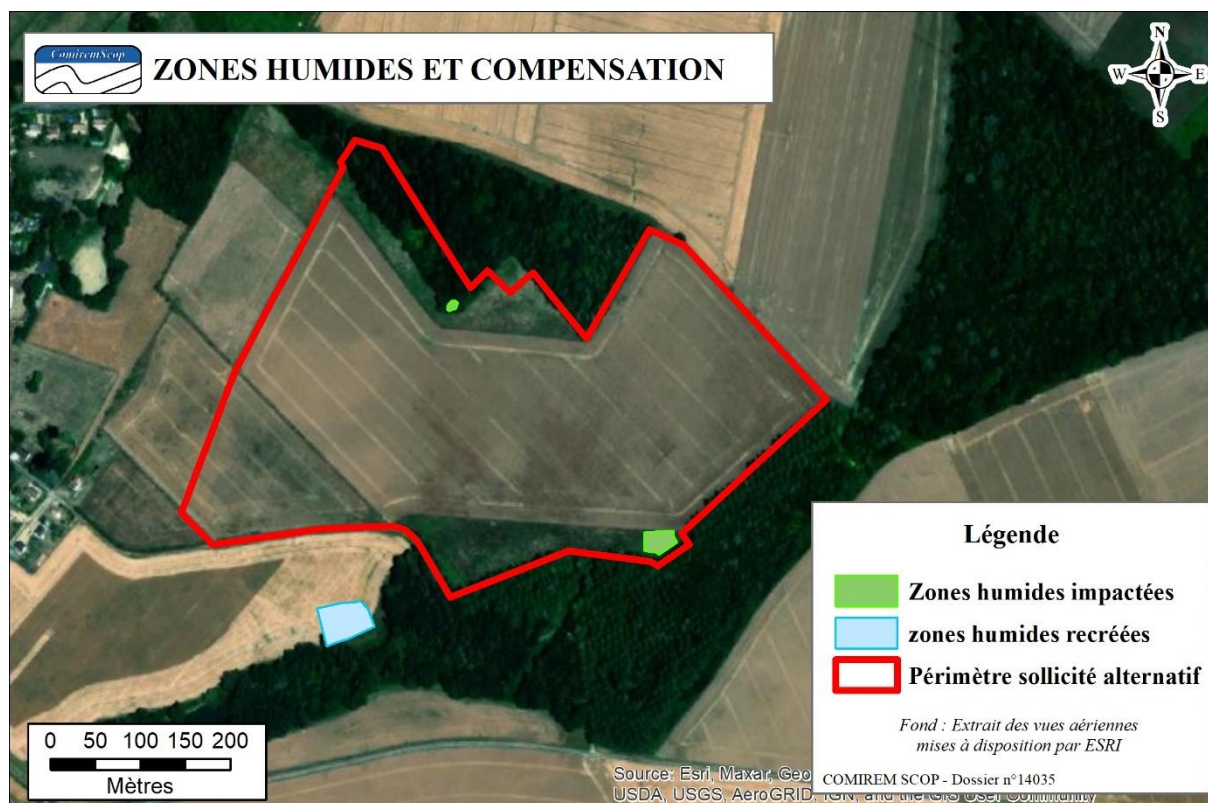 ComiremScop
ZONES HUMIDES ET COMPENSATION
N
W E
S
Légende
Zones humides impactées
zones humides recréées
Périmètre sollicité alternatif
Fond : Extrait des vues aériennes
mises à disposition par ESRI
COMIREM SCOP - Dossier n°14035
0 50 100 150 200
Mètres
Source: Esri, Maxar, Geo
USDA, USGS, AeroGRID, IGN, and the GIS User Community